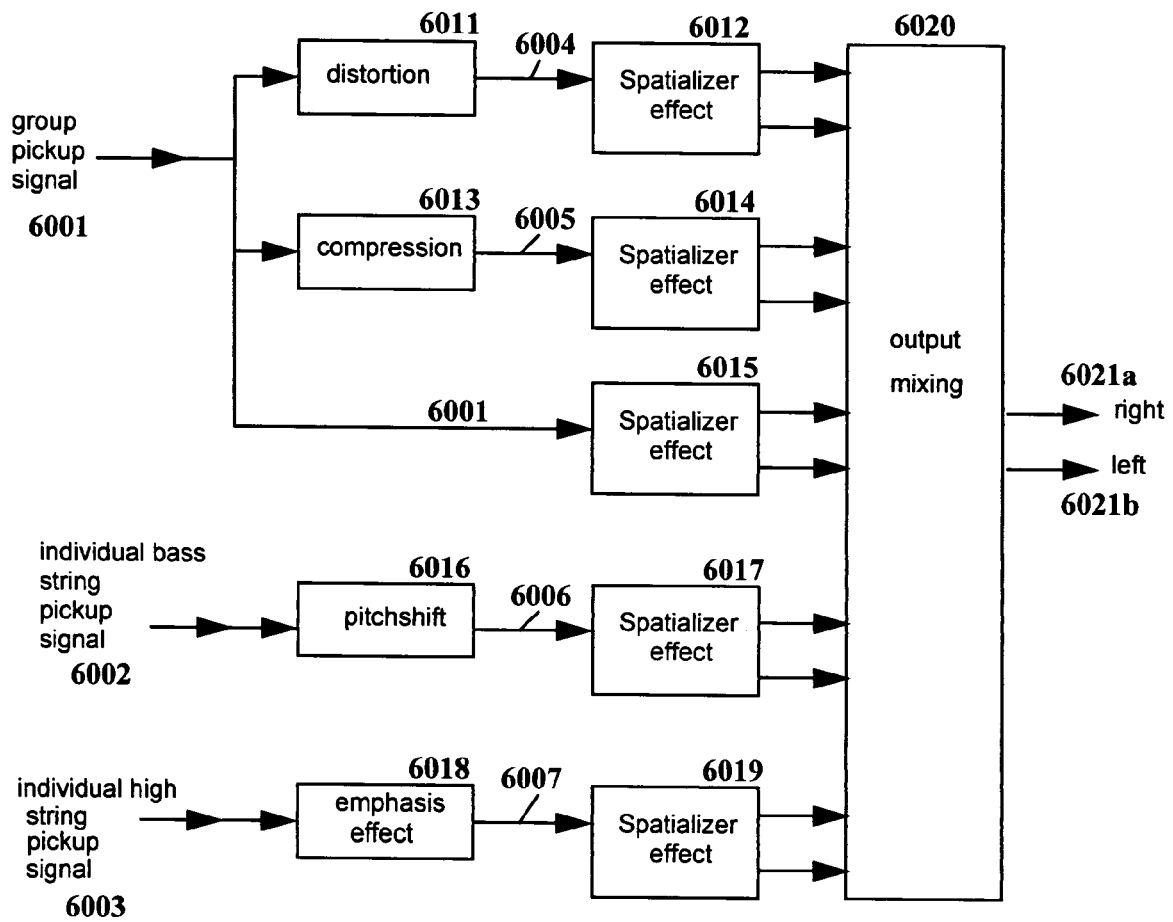 6011
6004
6012
6020
distortion
Spatializer
effect
group
pickup
signal
6001
6013
6005
6014
compression
Spatializer
effect
output
mixing
6015
6001
Spatializer
effect
6021a
right
left
6021b
individual bass
string
pickup
signal
6002
6016
6006
6017
pitchshift
Spatializer
effect
individual high
string
pickup
signal
6003
6018
6007
6019
emphasis
effect
Spatializer
effect